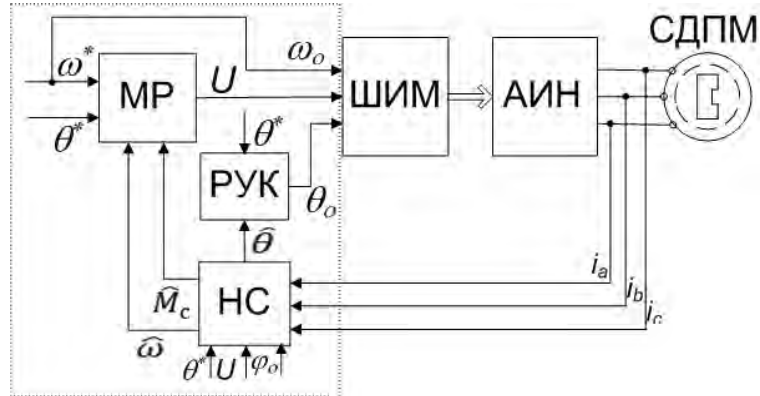 СДПМ
ω*
U
ω₀
θ*
МР
ШИМ
АИН
θ*
РУК
θ₀
θ̂
M̂с
НС
ω̂
iₐ
i_b
i_c
θ* U φ₀